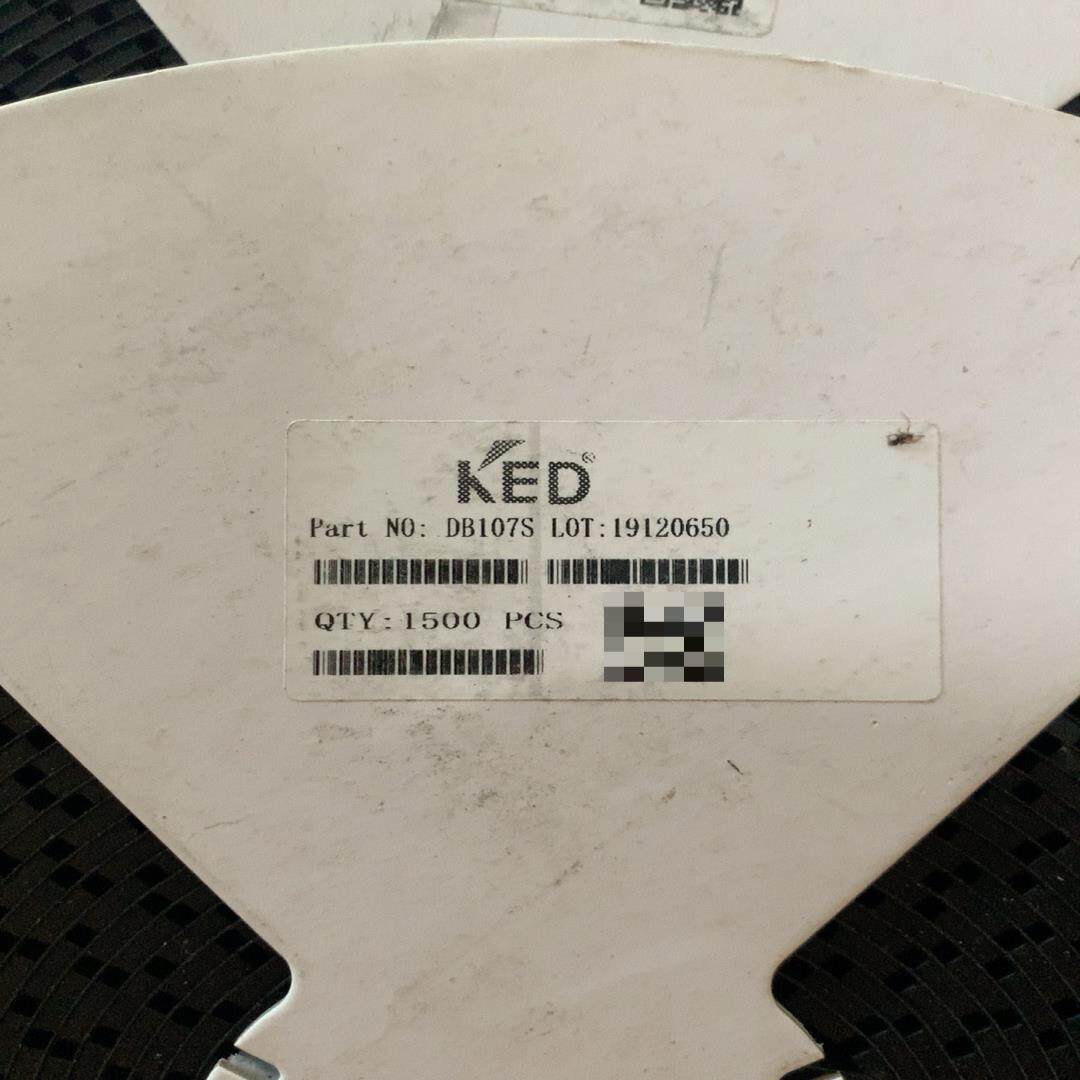 KED®
Part NO: DB107S LOT:19120650
QTY:1500 PCS